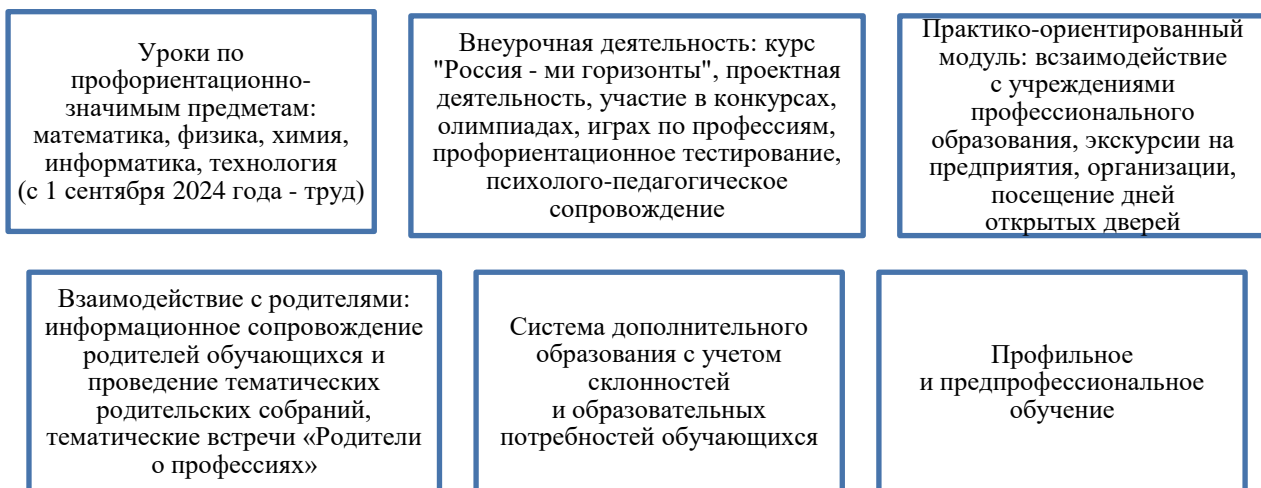 Уроки по
профориентационно-
значимым предметам:
математика, физика, химия,
информатика, технология
(с 1 сентября 2024 года - труд)
Внеурочная деятельность: курс
"Россия - ми горизонты", проектная
деятельность, участие в конкурсах,
олимпиадах, играх по профессиям,
профориентационное тестирование,
психолого-педагогическое
сопровождение
Практико-ориентированный
модуль: всзаимодействие
с учреждениями
профессионального
образования, экскурсии на
предприятия, организации,
посещение дней
открытых дверей
Взаимодействие с родителями:
информационное сопровождение
родителей обучающихся и
проведение тематических
родительских собраний,
тематические встречи «Родители
о профессиях»
Система дополнительного
образования с учетом
склонностей
и образовательных
потребностей обучающихся
Профильное
и предпрофессиональное
обучение